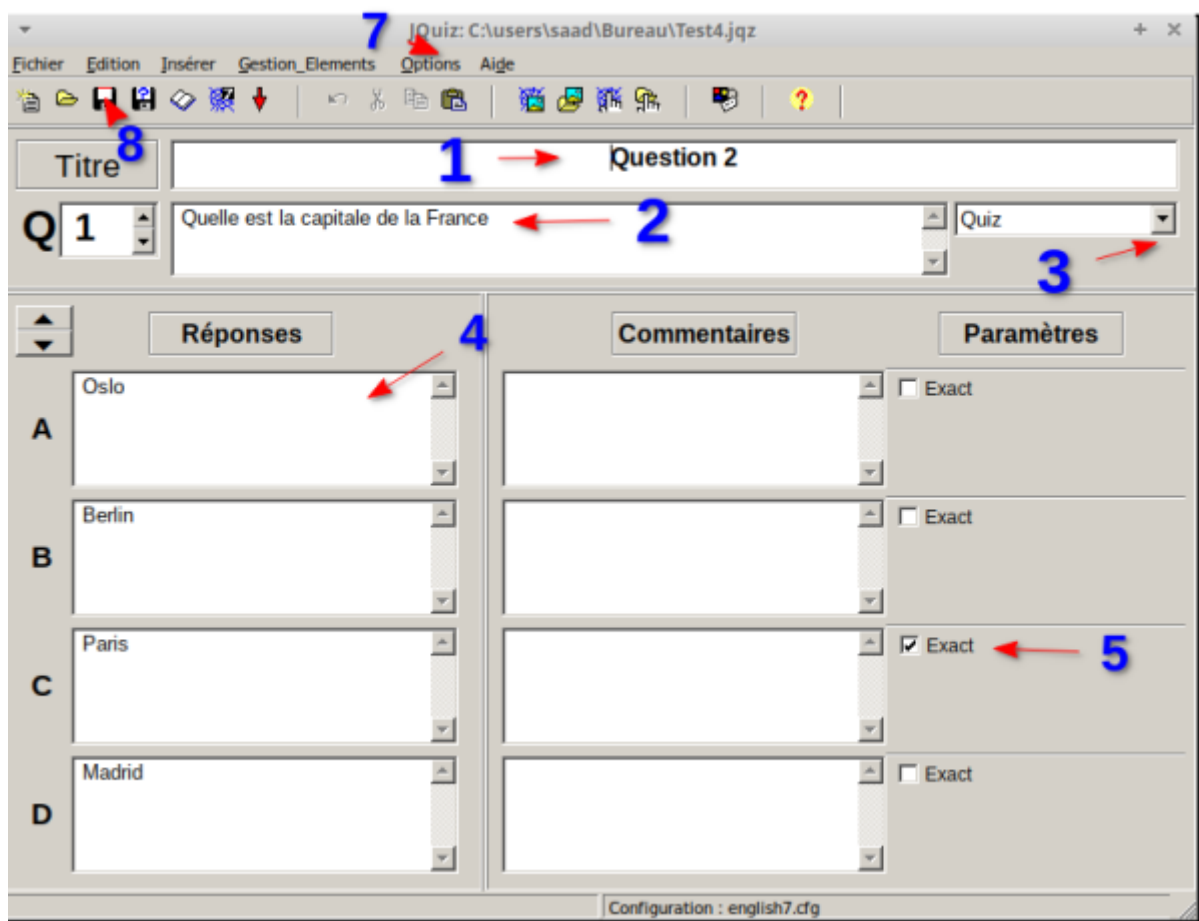 JQuiz: C:\users\saad\Bureau\Test4.jqz
7
Fichier Edition Insérer Gestion_Elements Options Aide
8
Titre
1
Question 2
Q 1
Quelle est la capitale de la France
2
Quiz
3
Réponses
4
Commentaires
Paramètres
A
Oslo
Exact
B
Berlin
Exact
C
Paris
Exact
5
D
Madrid
Exact
Configuration : english7.cfg